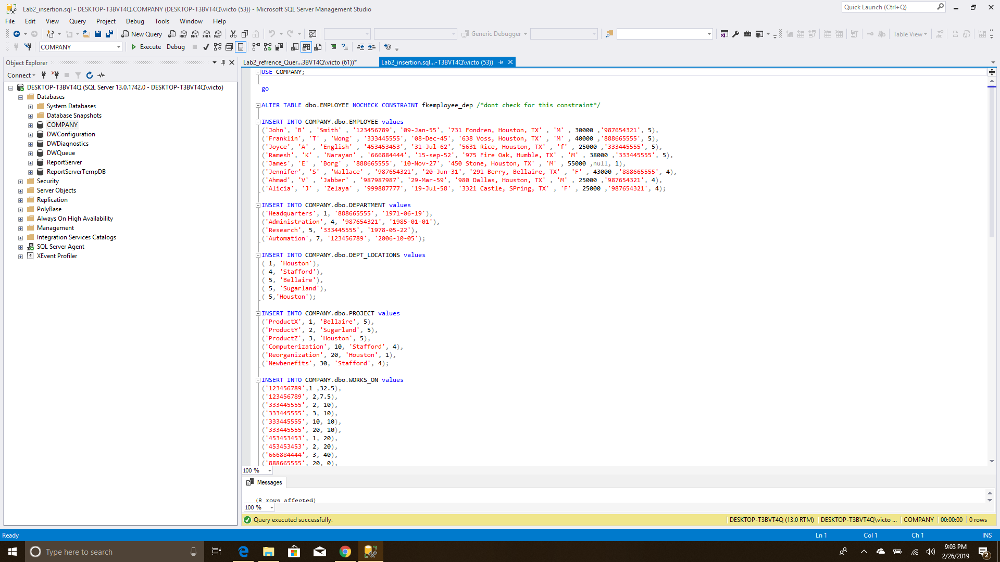 Lab2_insertion.sql - DESKTOP-T3BVT4Q.COMPANY (DESKTOP-T3BVT4Q\victo (53)) - Microsoft SQL Server Management Studio
Quick Launch (Ctrl+Q)
File Edit View Query Project Debug Tools Window Help
New Query MDX DMX XMLA DAX Generic Debugger Table View
COMPANY Execute Debug
Object Explorer
Connect
DESKTOP-T3BVT4Q (SQL Server 13.0.1742.0 - DESKTOP-T3BVT4Q\victo)
Databases
System Databases
Database Snapshots
COMPANY
DWConfiguration
DWDiagnostics
DWQueue
ReportServer
ReportServerTempDB
Security
Server Objects
Replication
PolyBase
Always On High Availability
Management
Integration Services Catalogs
SQL Server Agent
XEvent Profiler
Lab2_refrence_Quer...3BVT4Q\victo (61))* Lab2_insertion.sql...-T3BVT4Q\victo (53))
USE COMPANY;
go
ALTER TABLE dbo.EMPLOYEE NOCHECK CONSTRAINT fkemployee_dep /*dont check for this constraint*/
INSERT INTO COMPANY.dbo.EMPLOYEE values
('John', 'B' , 'Smith' , '123456789', '09-Jan-55', '731 Fondren, Houston, TX' , 'M' , 30000 ,'987654321', 5),
('Franklin', 'T' , 'Wong' , '333445555', '08-Dec-45', '638 Voss, Houston, TX' , 'M' , 40000 ,'888665555', 5),
('Joyce', 'A' , 'English' , '453453453', '31-Jul-62', '5631 Rice, Houston, TX' , 'f' , 25000 ,'333445555', 5),
('Ramesh', 'K' , 'Narayan' , '666884444', '15-sep-52', '975 Fire Oak, Humble, TX' , 'M' , 38000 ,'333445555', 5),
('James', 'E' , 'Borg' , '888665555', '10-Nov-27', '450 Stone, Houston, TX' , 'M' , 55000 ,null, 1),
('Jennifer', 'S' , 'Wallace' , '987654321', '20-Jun-31', '291 Berry, Bellaire, TX' , 'F' , 43000 ,'888665555', 4),
('Ahmad', 'V' , 'Jabber' , '987987987', '29-Mar-59', '980 Dallas, Houston, TX' , 'M' , 25000 ,'987654321', 4),
('Alicia', 'J' , 'Zelaya' , '999887777', '19-Jul-58', '3321 Castle, SPring, TX' , 'F' , 25000 ,'987654321', 4);
INSERT INTO COMPANY.dbo.DEPARTMENT values
('Headquarters', 1, '888665555', '1971-06-19'),
('Administration', 4, '987654321', '1985-01-01'),
('Research', 5, '333445555', '1978-05-22'),
('Automation', 7, '123456789', '2006-10-05');
INSERT INTO COMPANY.dbo.DEPT_LOCATIONS values
( 1, 'Houston'),
( 4, 'Stafford'),
( 5, 'Bellaire'),
( 5, 'Sugarland'),
( 5,'Houston');
INSERT INTO COMPANY.dbo.PROJECT values
('ProductX', 1, 'Bellaire', 5),
('ProductY', 2, 'Sugarland', 5),
('ProductZ', 3, 'Houston', 5),
('Computerization', 10, 'Stafford', 4),
('Reorganization', 20, 'Houston', 1),
('Newbenefits', 30, 'Stafford', 4);
INSERT INTO COMPANY.dbo.WORKS_ON values
('123456789',1 ,32.5),
('123456789', 2,7.5),
('333445555', 2, 10),
('333445555', 3, 10),
('333445555', 10, 10),
('333445555', 20, 10),
('453453453', 1, 20),
('453453453', 2, 20),
('666884444', 3, 40),
('888665555', 20, 0),
100 %
Messages
(8 rows affected)
100 %
Query executed successfully. DESKTOP-T3BVT4Q (13.0 RTM) DESKTOP-T3BVT4Q\victo ... COMPANY 00:00:00 0 rows
Ready Ln 1 Col 1 Ch 1 INS
Type here to search
9:03 PM
2/26/2019
2